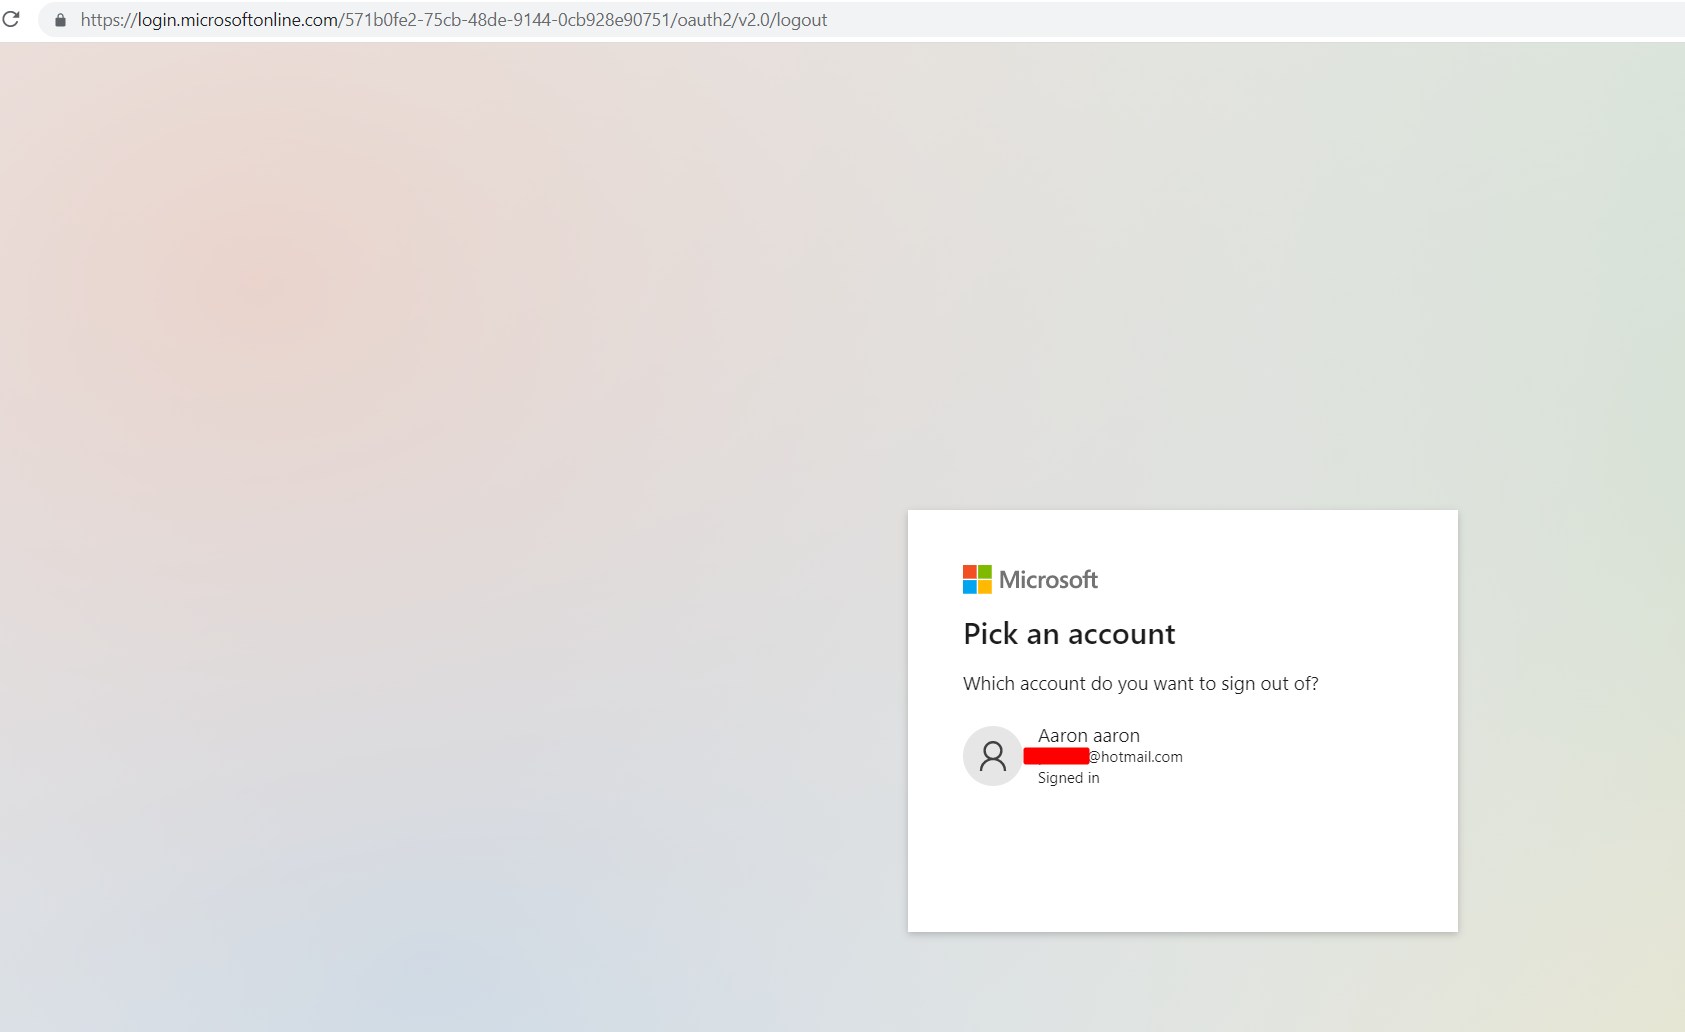 https://login.microsoftonline.com/571b0fe2-75cb-48de-9144-0cb928e90751/oauth2/v2.0/logout
Microsoft
Pick an account
Which account do you want to sign out of?
Aaron aaron
@hotmail.com
Signed in